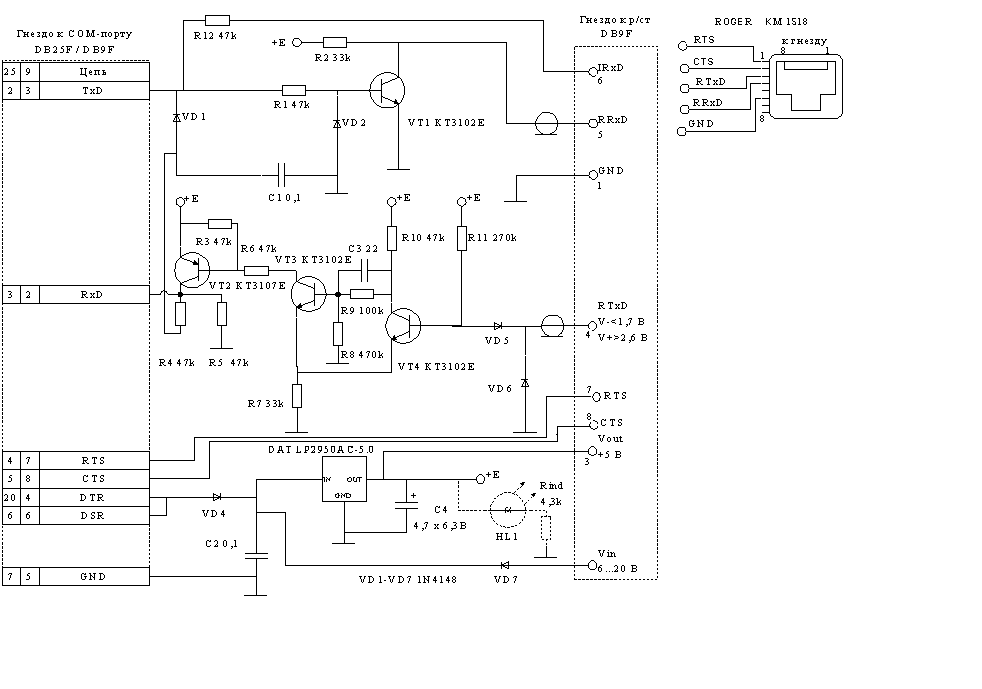 Гнездо к COM-порту
DB25F / DB9F
25 9 Цепь
2 3 TxD
3 2 RxD
4 7 RTS
5 8 CTS
20 4 DTR
6 6 DSR
7 5 GND
R12 47k
+E
R2 33k
R1 47k
VT1 KT3102E
VD1
VD2
C1 0,1
+E
R3 47k
R6 47k
VT2 KT3107E
VT3 KT3102E
C3 22
+E
R10 47k
+E
R11 270k
R9 100k
R4 47k
R5 47k
R8 470k
VT4 KT3102E
VD5
VD6
R7 33k
DA1 LP2950AC-5.0
IN OUT
GND
+E
VD4
C2 0,1
+
C4
4,7 x 6,3В
HL1
Rind
4,3k
VD1-VD7 1N4148
VD7
Гнездо к р/ст
DB9F
IRxD
6
RRxD
5
GND
1
RTxD
V-<1,7 В
V+>2,6 В
4
7
RTS
8
CTS
Vout
+5 В
3
Vin
6...20 В
2
ROGER KM1S18
к гнезду
8 1
RTS
CTS
RTxD
RRxD
GND
1
8